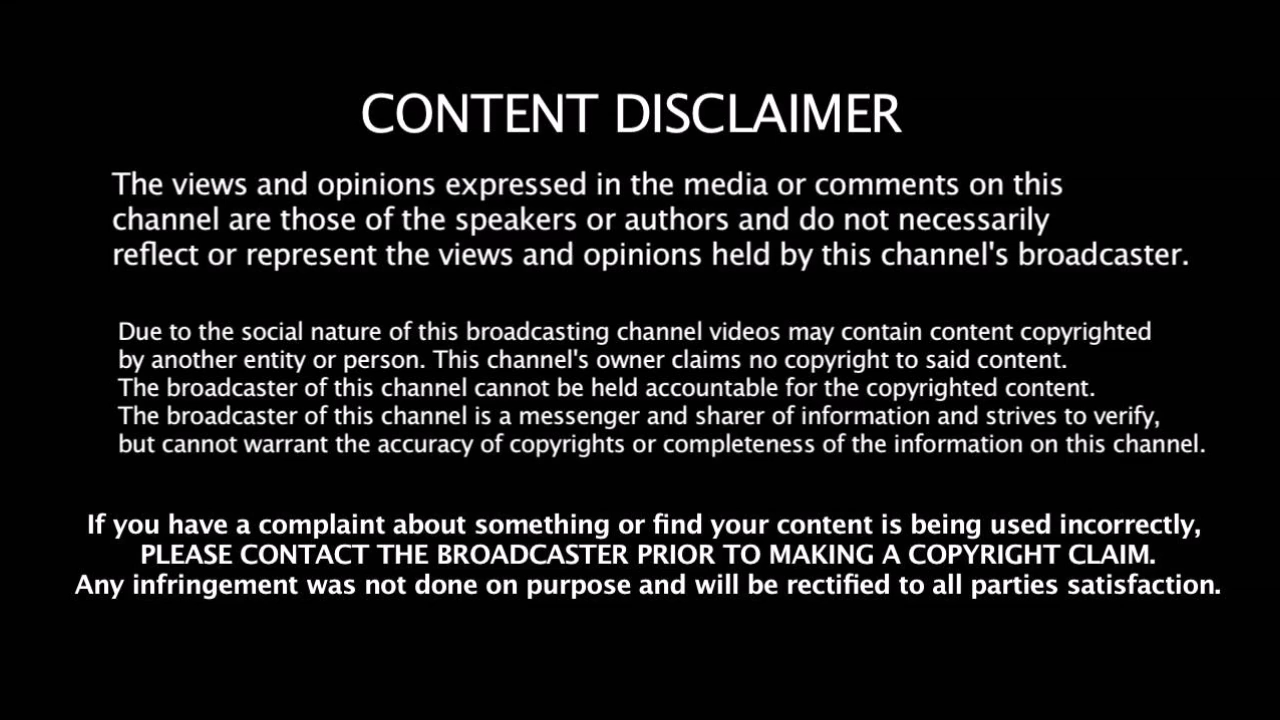 CONTENT DISCLAIMER
The views and opinions expressed in the media or comments on this
channel are those of the speakers or authors and do not necessarily
reflect or represent the views and opinions held by this channel's broadcaster.
Due to the social nature of this broadcasting channel videos may contain content copyrighted
by another entity or person. This channel's owner claims no copyright to said content.
The broadcaster of this channel cannot be held accountable for the copyrighted content.
The broadcaster of this channel is a messenger and sharer of information and strives to verify,
but cannot warrant the accuracy of copyrights or completeness of the information on this channel.
If you have a complaint about something or find your content is being used incorrectly,
PLEASE CONTACT THE BROADCASTER PRIOR TO MAKING A COPYRIGHT CLAIM.
Any infringement was not done on purpose and will be rectified to all parties satisfaction.